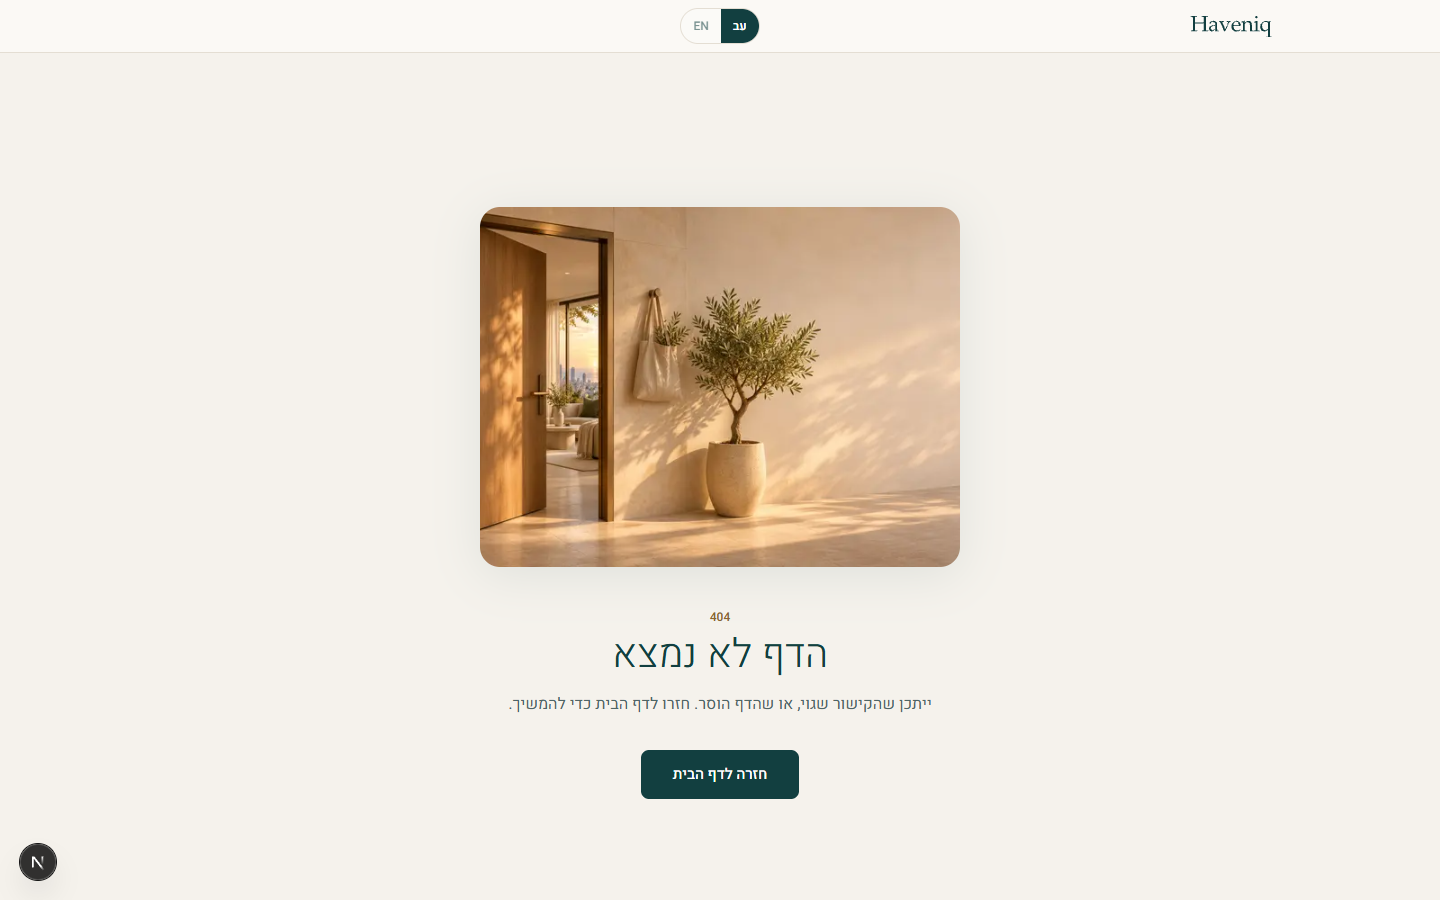 Haveniq
עב
EN
404
הדף לא נמצא
ייתכן שהקישור שגוי, או שהדף הוסר. חזרו לדף הבית כדי להמשיך.
חזרה לדף הבית
N